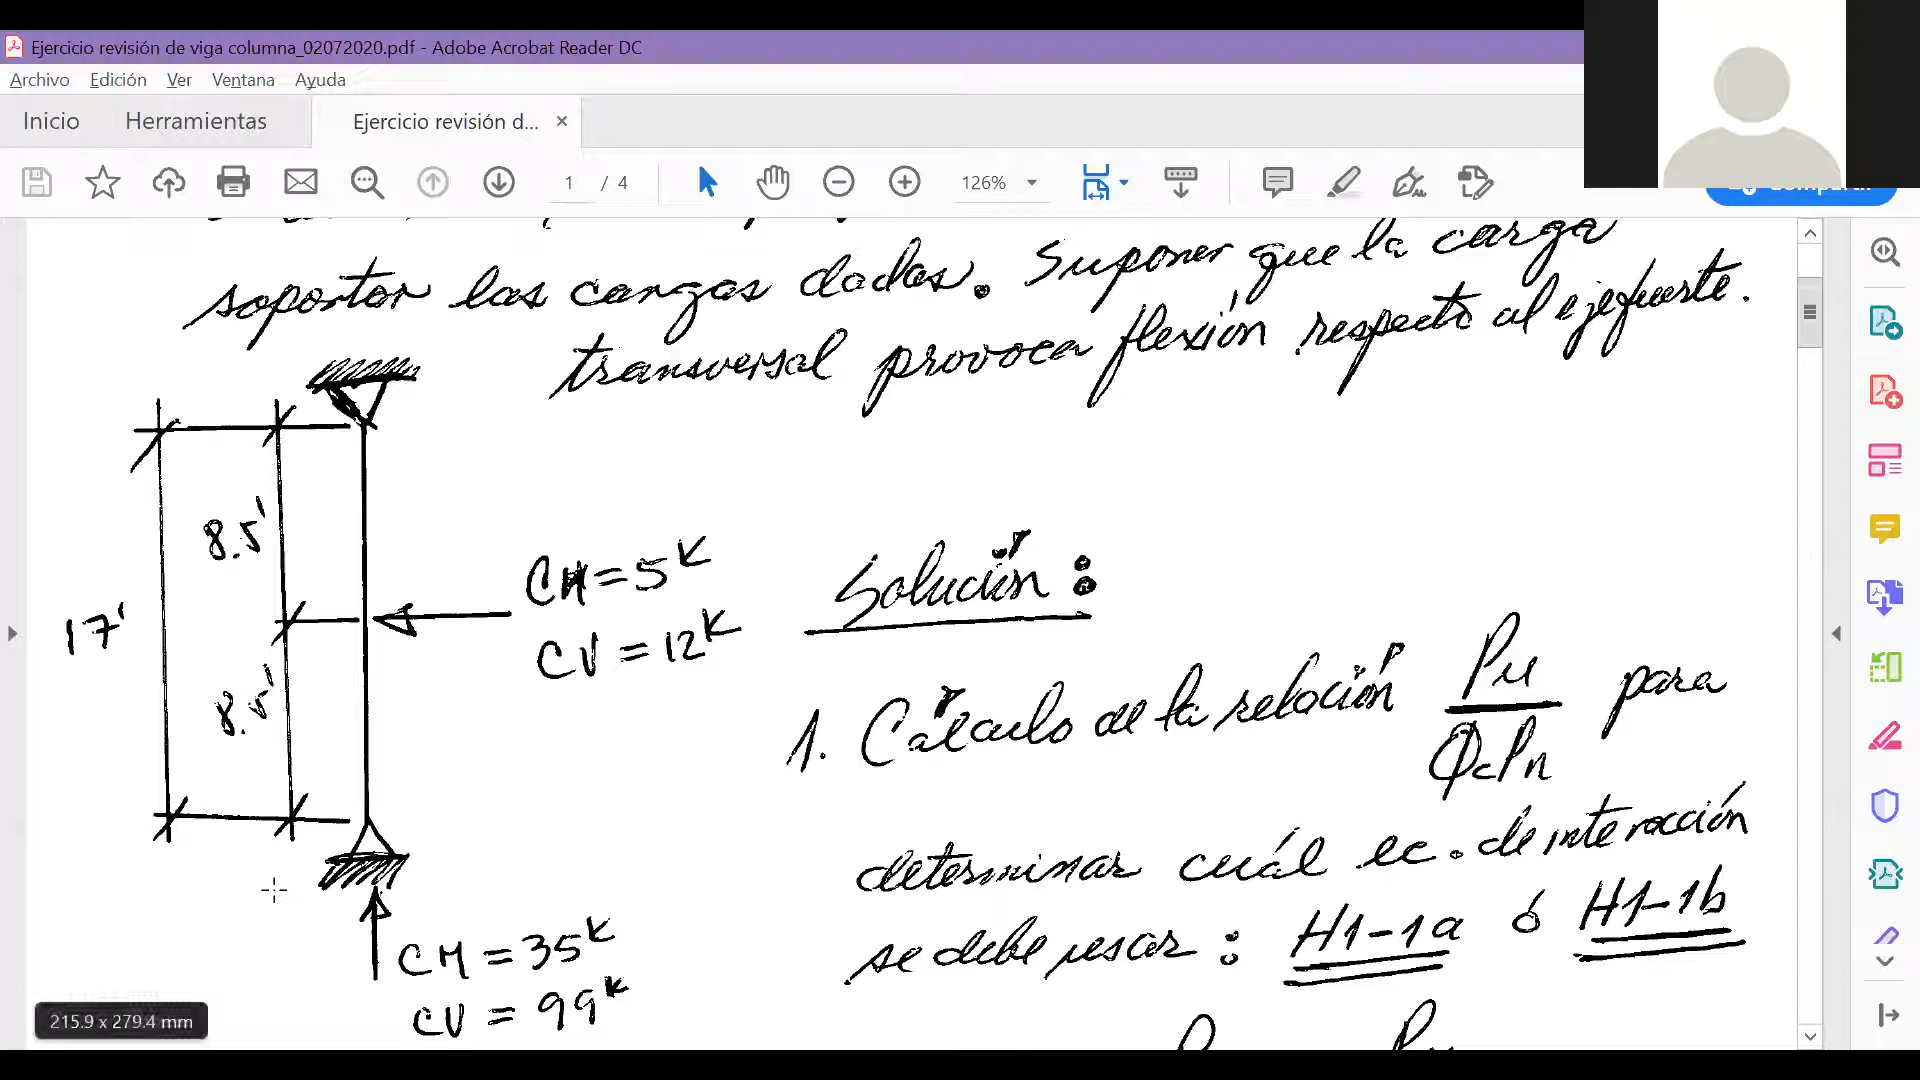 Ejercicio revisión de viga columna_02072020.pdf - Adobe Acrobat Reader DC
Archivo Edición Ver Ventana Ayuda
Inicio Herramientas Ejercicio revisión d... ×
1 / 4 126%
soportar las cargas dadas. Suponer que la carga
transversal provoca flexión respecto al eje fuerte.
8.5'
17'
8.5'
CM = 5K
CV = 12K
Solución:
1. Cálculo de la relación Pu / ΦcPn para
determinar cuál ec. de interacción
se debe usar: H1-1a ó H1-1b
CM = 35K
CV = 99K
215.9 x 279.4 mm